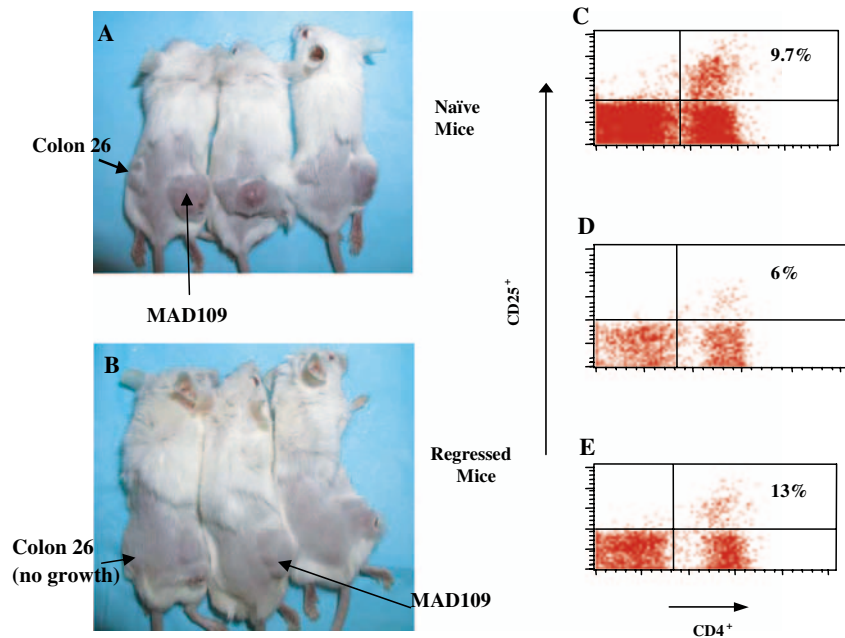 A
Colon 26
MAD109
B
Colon 26
(no growth)
MAD109
Naïve
Mice
Regressed
Mice
CD25+
C
9.7%
D
6%
E
13%
CD4+